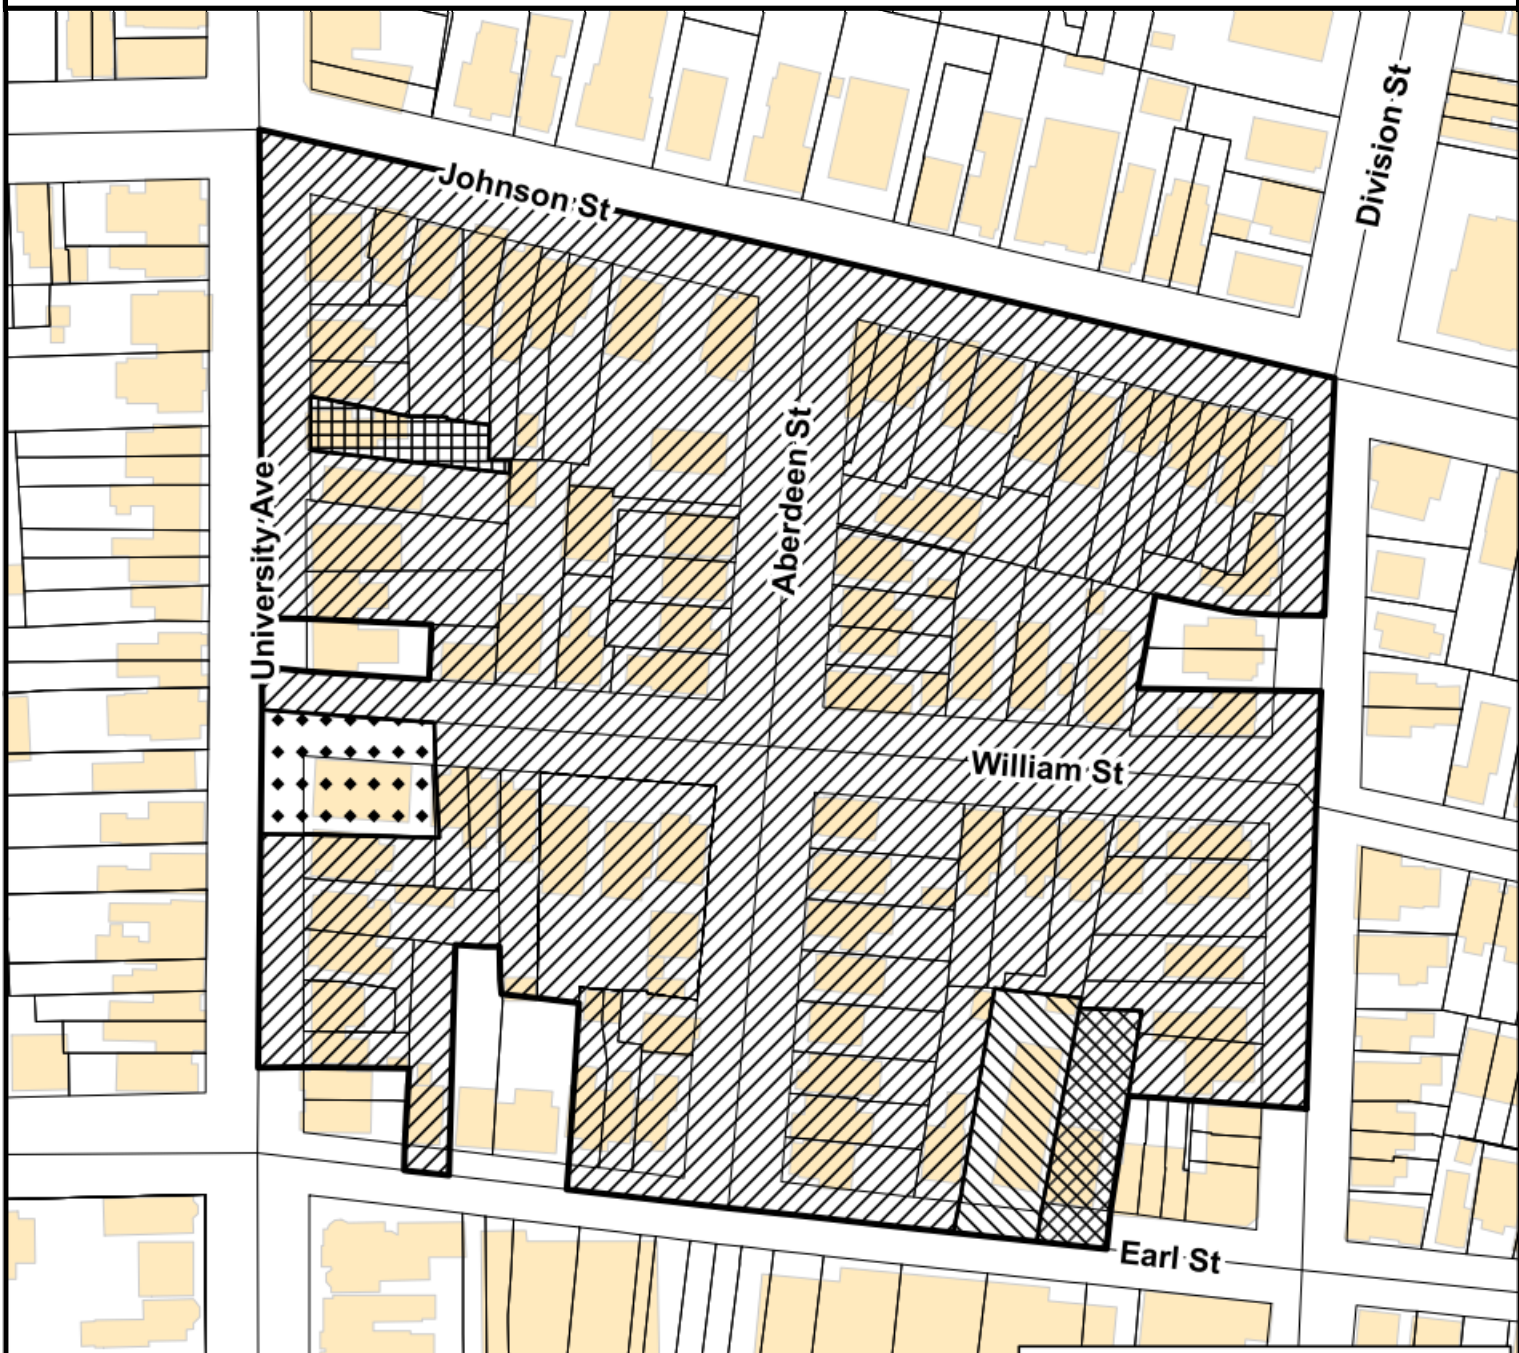 Division St
Johnson St
Aberdeen St
University Ave
William St
Earl St